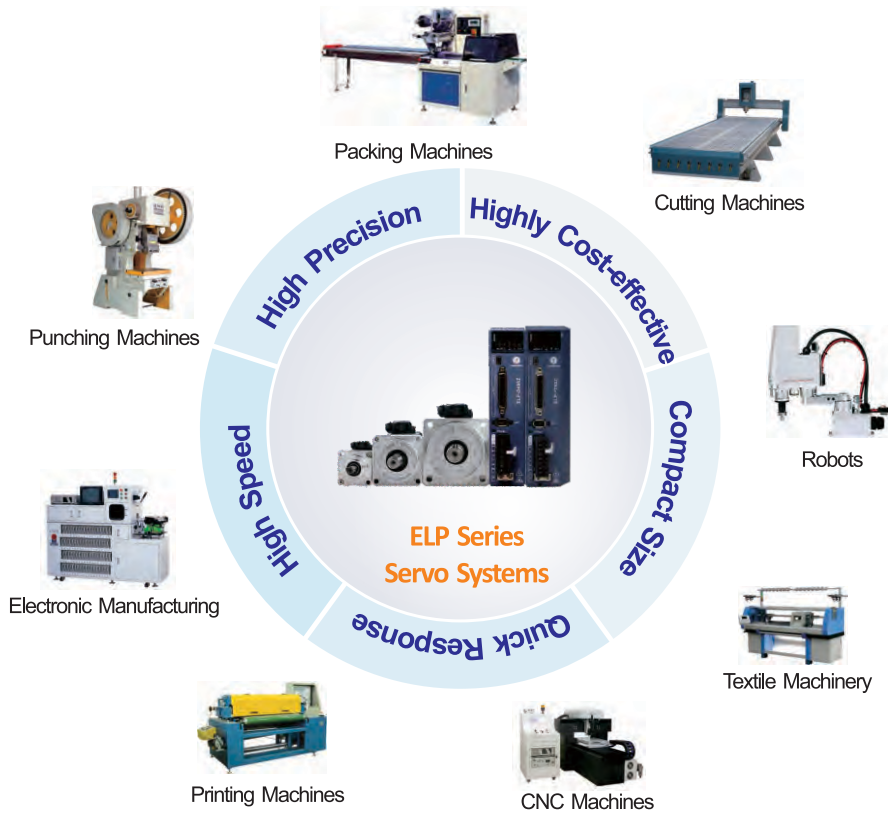 Packing Machines
Cutting Machines
High Precision
Highly Cost-effective
Punching Machines
Robots
High Speed
Compact Size
ELP Series
Servo Systems
Electronic Manufacturing
Quick Response
Textile Machinery
Printing Machines
CNC Machines